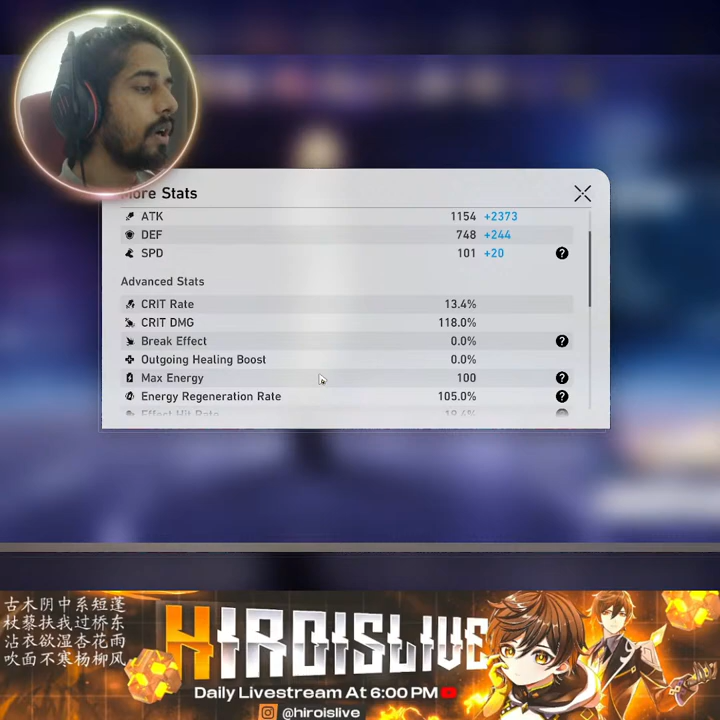 More Stats
ATK 1154 +2373
DEF 748 +244
SPD 101 +20 ?
Advanced Stats
CRIT Rate 13.4%
CRIT DMG 118.0%
Break Effect 0.0% ?
Outgoing Healing Boost 0.0%
Max Energy 100 ?
Energy Regeneration Rate 105.0% ?
Effect Hit Rate
古木阴中系短蓬
杖藜扶我过桥东
沾衣欲湿杏花雨
吹面不寒杨柳风
HIROISLIVE
Daily Livestream At 6:00 PM
@hiroislive